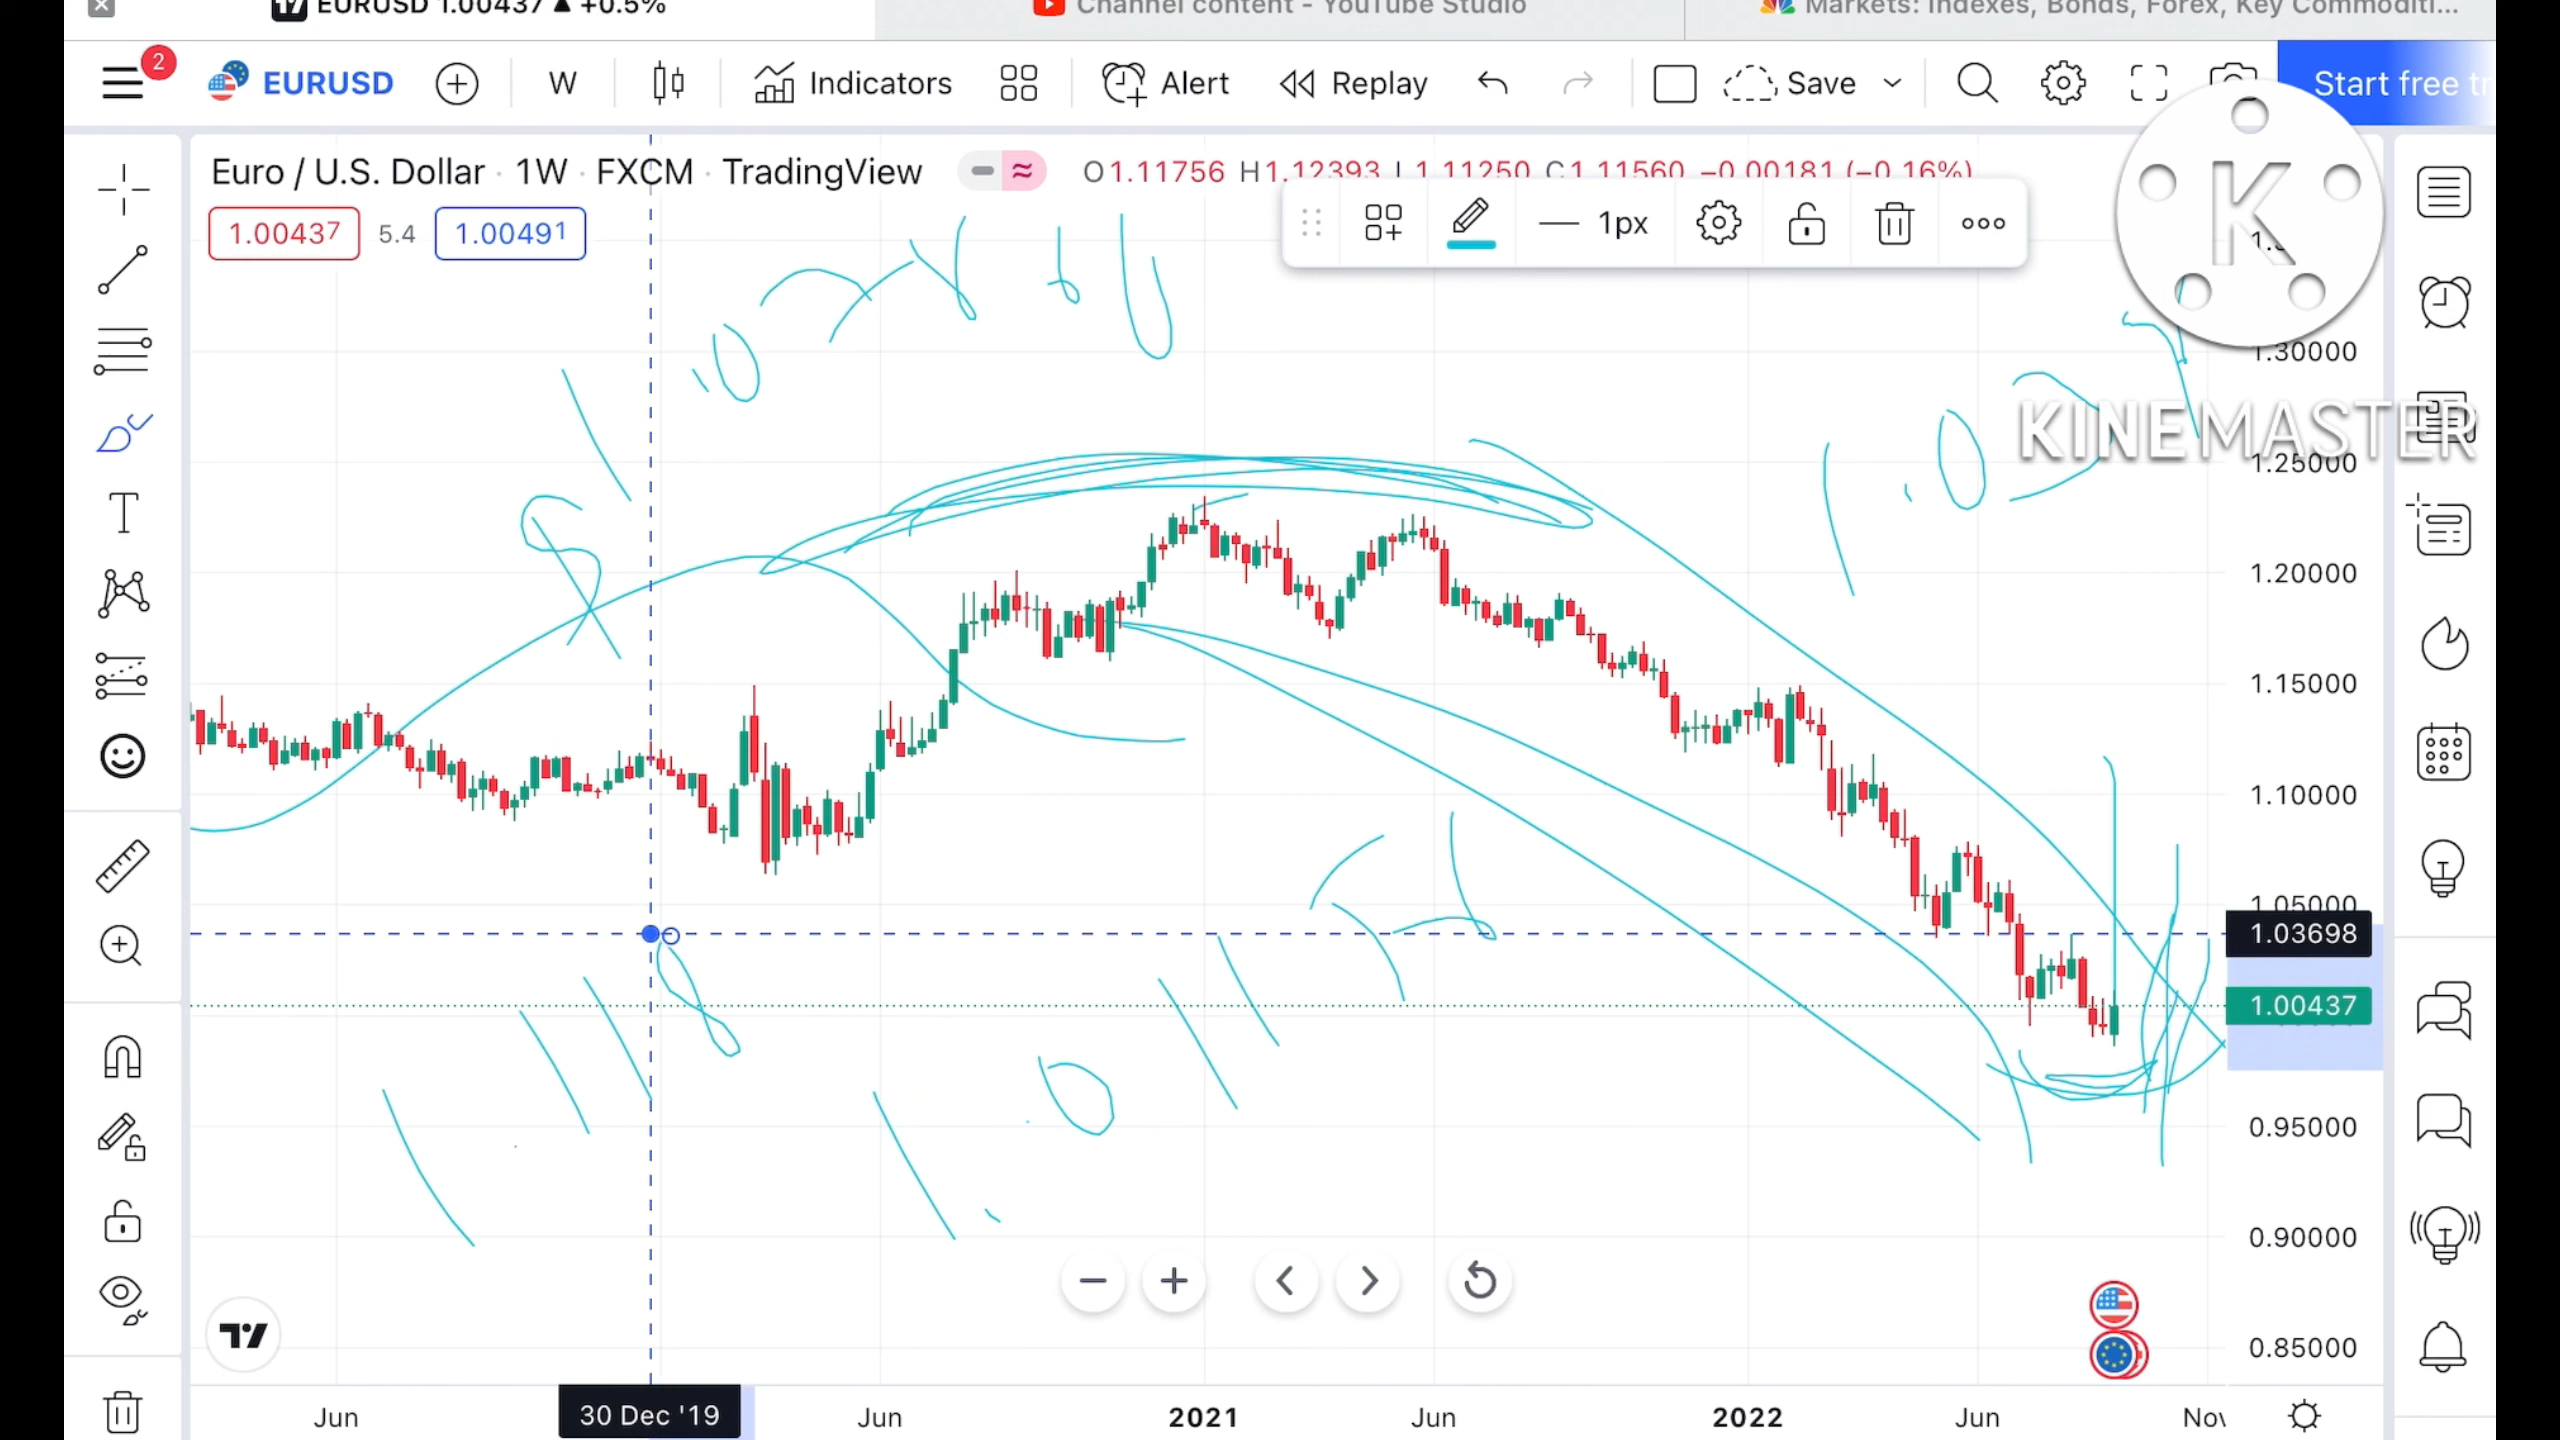 EURUSD 1.00437 ▲ +0.5%
Channel content - YouTube Studio
Markets: Indexes, Bonds, Forex, Key Commoditi...
2
EURUSD
W
Indicators
Alert
Replay
Save
Start free tr
Euro / U.S. Dollar · 1W · FXCM · TradingView
O1.11756 H1.12393 L1.11250 C1.11560 −0.00181 (−0.16%)
1.00437
5.4
1.00491
1px
K
KINEMASTER
1.30000
1.25000
1.20000
1.15000
1.10000
1.05000
1.03698
1.00437
0.95000
0.90000
0.85000
Jun
30 Dec '19
Jun
2021
Jun
2022
Jun
Nov